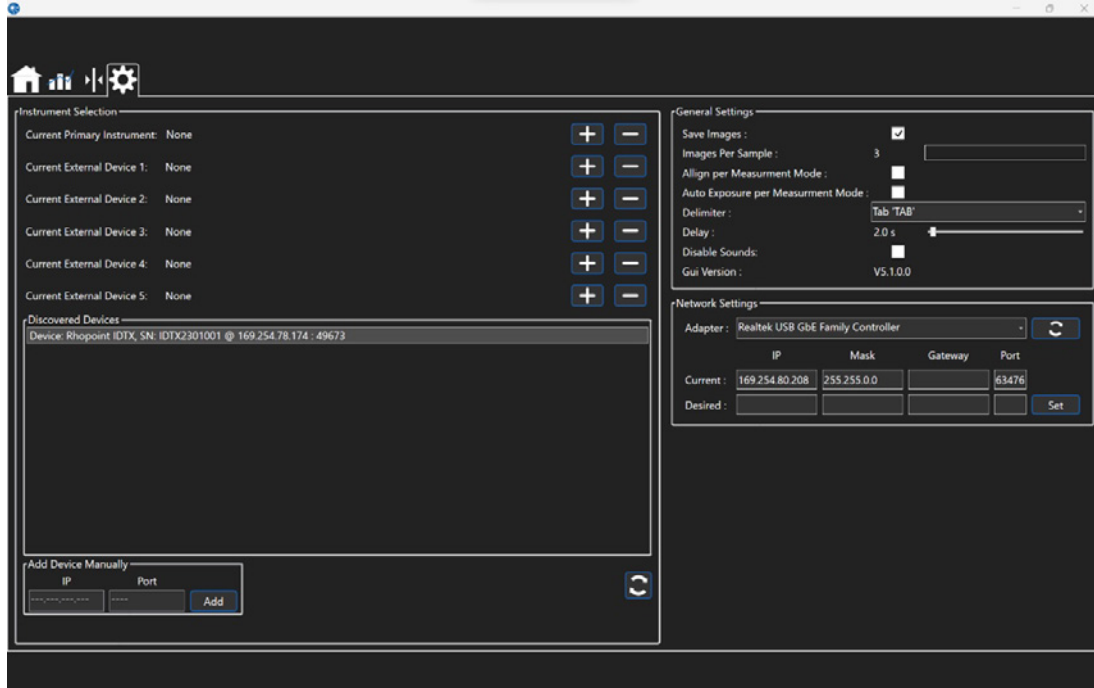 Instrument Selection
Current Primary Instrument: None
Current External Device 1: None
Current External Device 2: None
Current External Device 3: None
Current External Device 4: None
Current External Device 5: None
Discovered Devices
Device: Rhopoint IDTX, SN: IDTX2301001 @ 169.254.78.174 : 49673
Add Device Manually
IP Port
---.---.---.--- ---- Add
General Settings
Save Images :
Images Per Sample : 3
Allign per Measurment Mode :
Auto Exposure per Measurment Mode :
Delimiter : Tab 'TAB'
Delay : 2.0 s
Disable Sounds:
Gui Version : V5.1.0.0
Network Settings
Adapter : Realtek USB GbE Family Controller
IP Mask Gateway Port
Current : 169.254.80.208 255.255.0.0 63476
Desired : Set